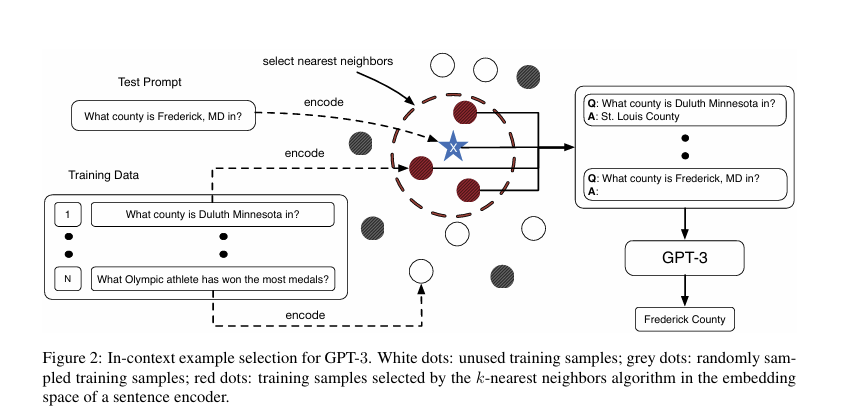 select nearest neighbors
Test Prompt
encode
What county is Frederick, MD in?
X
encode
Training Data
1
What county is Duluth Minnesota in?
N
What Olympic athlete has won the most medals?
encode
Q: What county is Duluth Minnesota in?
A: St. Louis County
Q: What county is Frederick, MD in?
A:
GPT-3
Frederick County
Figure 2: In-context example selection for GPT-3. White dots: unused training samples; grey dots: randomly sam-
pled training samples; red dots: training samples selected by the k-nearest neighbors algorithm in the embedding
space of a sentence encoder.